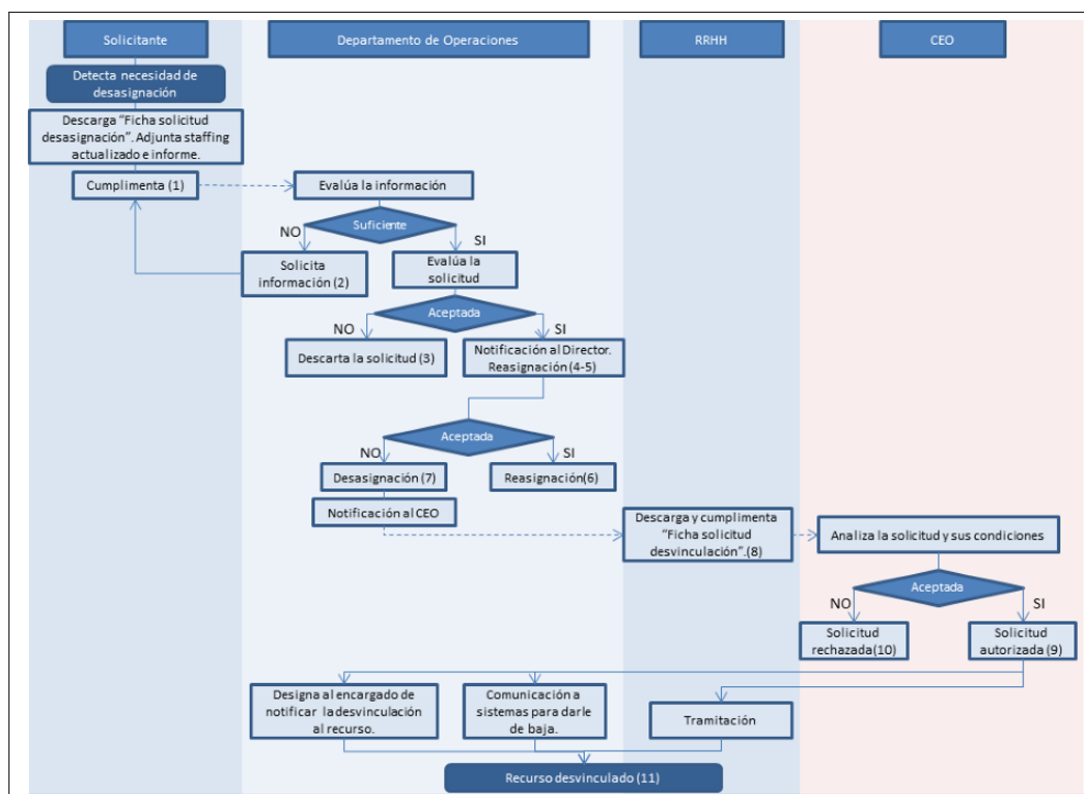 Solicitante
Departamento de Operaciones
RRHH
CEO
Detecta necesidad de
desasignación
Descarga “Ficha solicitud
desasignación”. Adjunta staffing
actualizado e informe.
Cumplimenta (1)
Evalúa la información
Suficiente
NO
SI
Solicita
información (2)
Evalúa la
solicitud
Aceptada
NO
SI
Descarta la solicitud (3)
Notificación al Director.
Reasignación (4-5)
Aceptada
NO
SI
Desasignación (7)
Reasignación(6)
Notificación al CEO
Descarga y cumplimenta
“Ficha solicitud
desvinculación”.(8)
Analiza la solicitud y sus condiciones
Aceptada
NO
SI
Solicitud
rechazada(10)
Solicitud
autorizada (9)
Designa al encargado de
notificar la desvinculación
al recurso.
Comunicación a
sistemas para darle
de baja.
Tramitación
Recurso desvinculado (11)